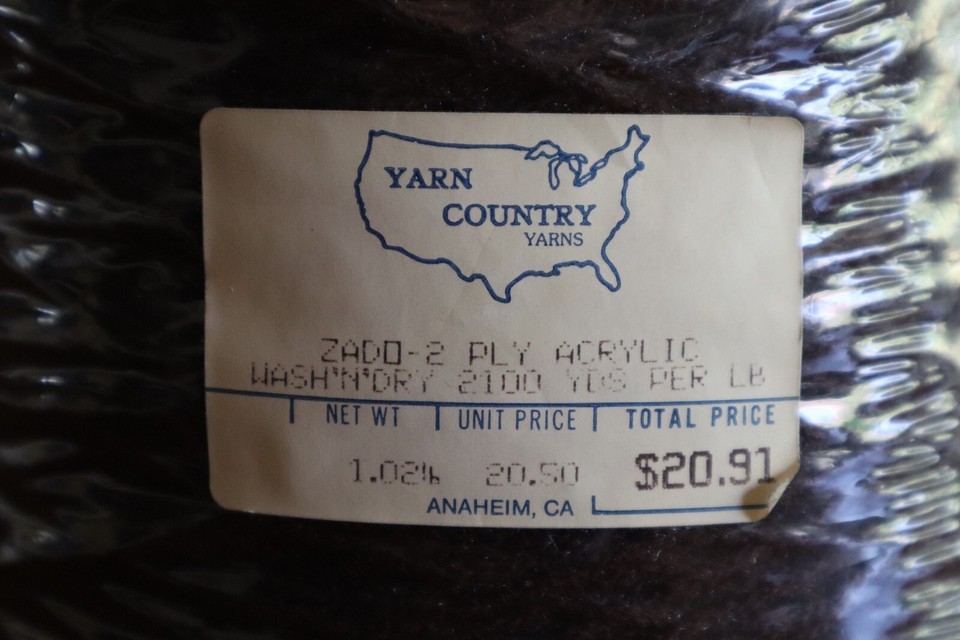 YARN
COUNTRY
YARNS
ZADO-2 PLY ACRYLIC
WASH'N'DRY 2100 YDS PER LB
NET WT UNIT PRICE TOTAL PRICE
1.02lb 20.50 $20.91
ANAHEIM, CA